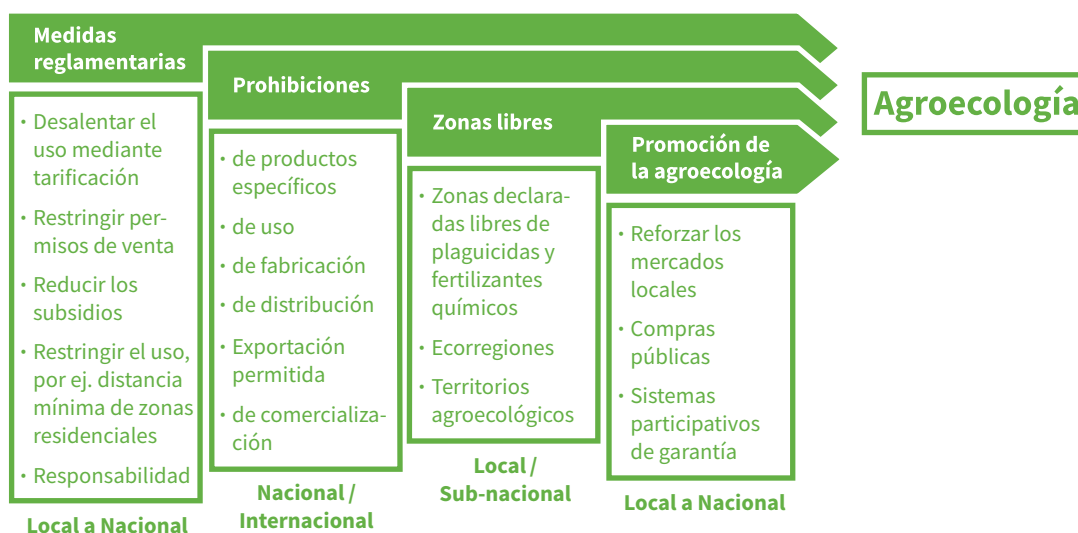 Medidas
reglamentarias
• Desalentar el
uso mediante
tarificación
• Restringir per-
misos de venta
• Reducir los
subsidios
• Restringir el uso,
por ej. distancia
mínima de zonas
residenciales
• Responsabilidad
Local a Nacional
Prohibiciones
• de productos
específicos
• de uso
• de fabricación
• de distribución
• Exportación
permitida
• de comercializa-
ción
Nacional /
Internacional
Zonas libres
• Zonas declara-
das libres de
plaguicidas y
fertilizantes
químicos
• Ecorregiones
• Territorios
agroecológicos
Local /
Sub-nacional
Promoción de
la agroecología
• Reforzar los
mercados
locales
• Compras
públicas
• Sistemas
participativos
de garantía
Local a Nacional
Agroecología